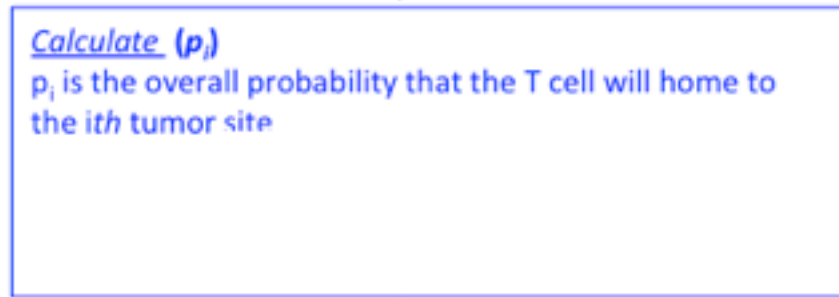 Calculate (pi)
pi is the overall probability that the T cell will home to
the ith tumor site